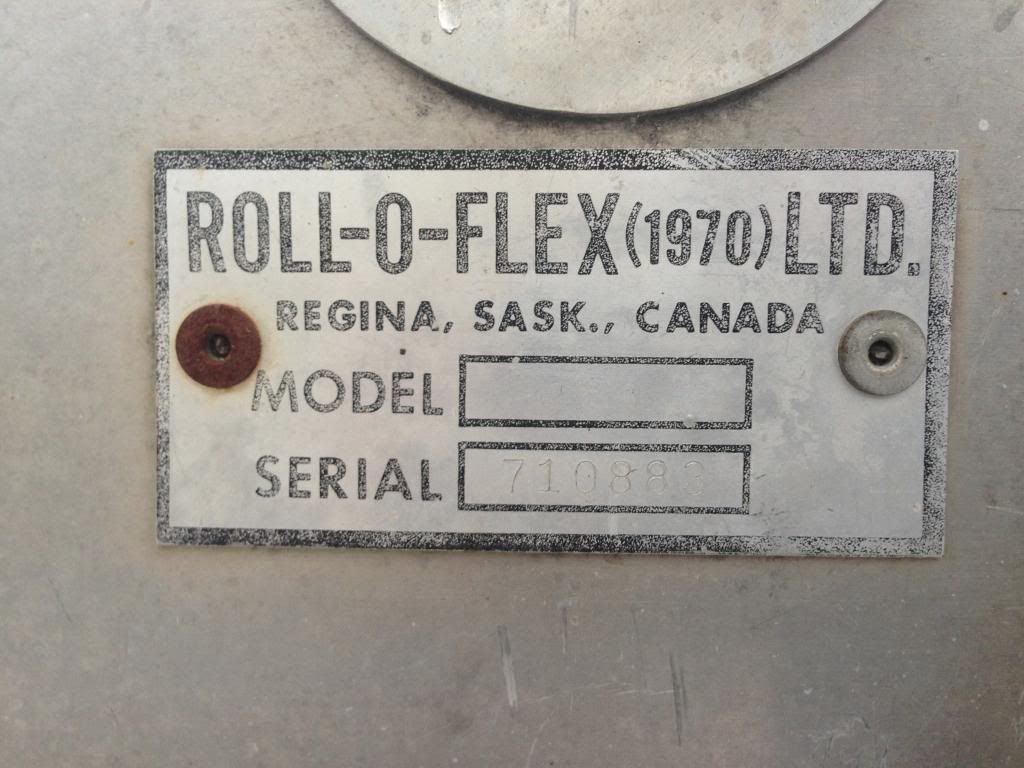 ROLL-O-FLEX (1970) LTD.
REGINA, SASK., CANADA
MODEL
SERIAL 710883